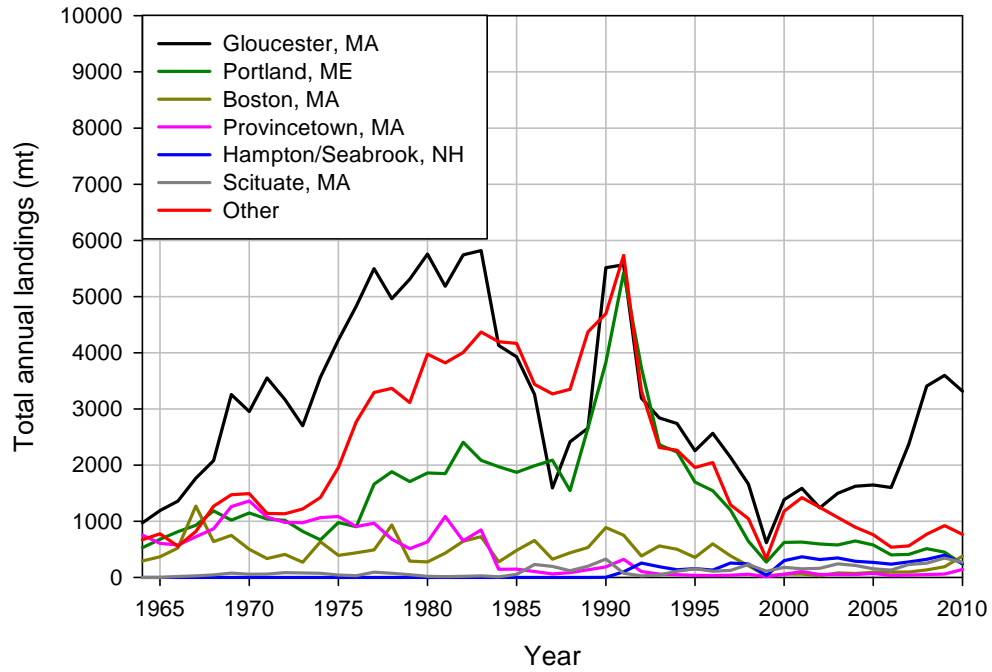 10000
9000
8000
7000
6000
5000
4000
3000
2000
1000
0
Total annual landings (mt)
Gloucester, MA
Portland, ME
Boston, MA
Provincetown, MA
Hampton/Seabrook, NH
Scituate, MA
Other
1965 1970 1975 1980 1985 1990 1995 2000 2005 2010
Year